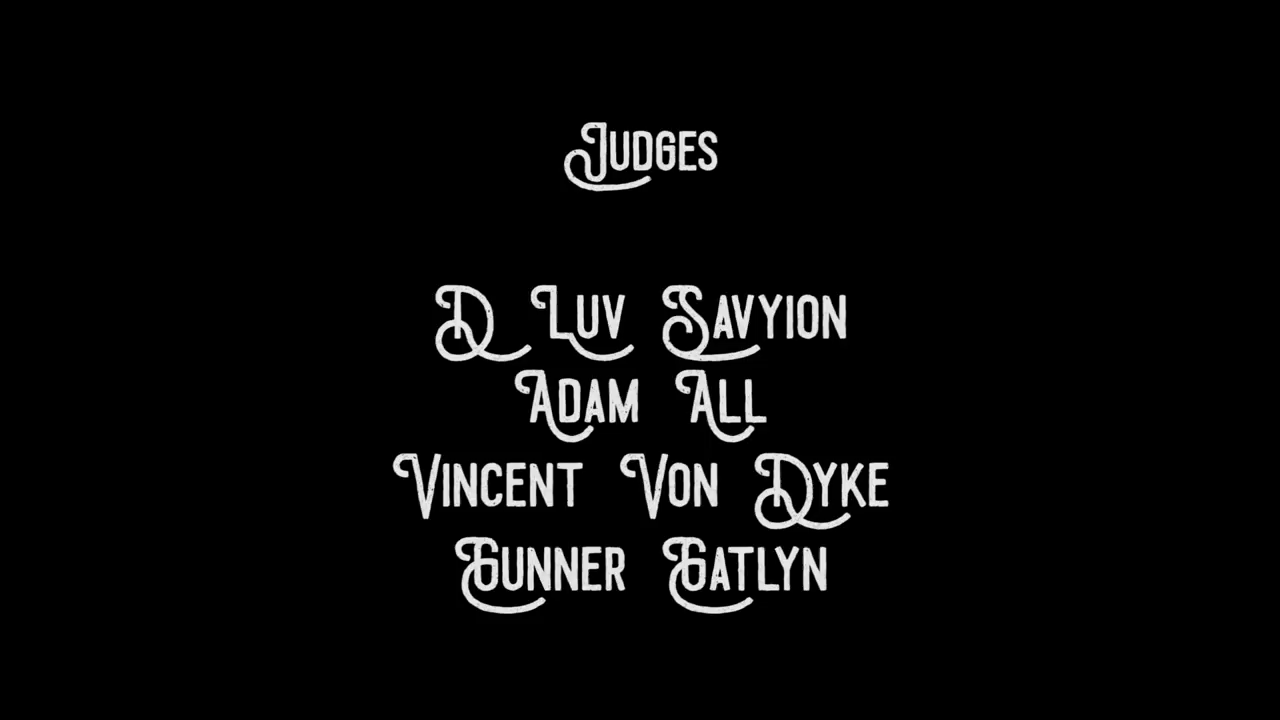 Judges
D Luv Savyion
Adam All
Vincent Von Dyke
Gunner Gatlyn